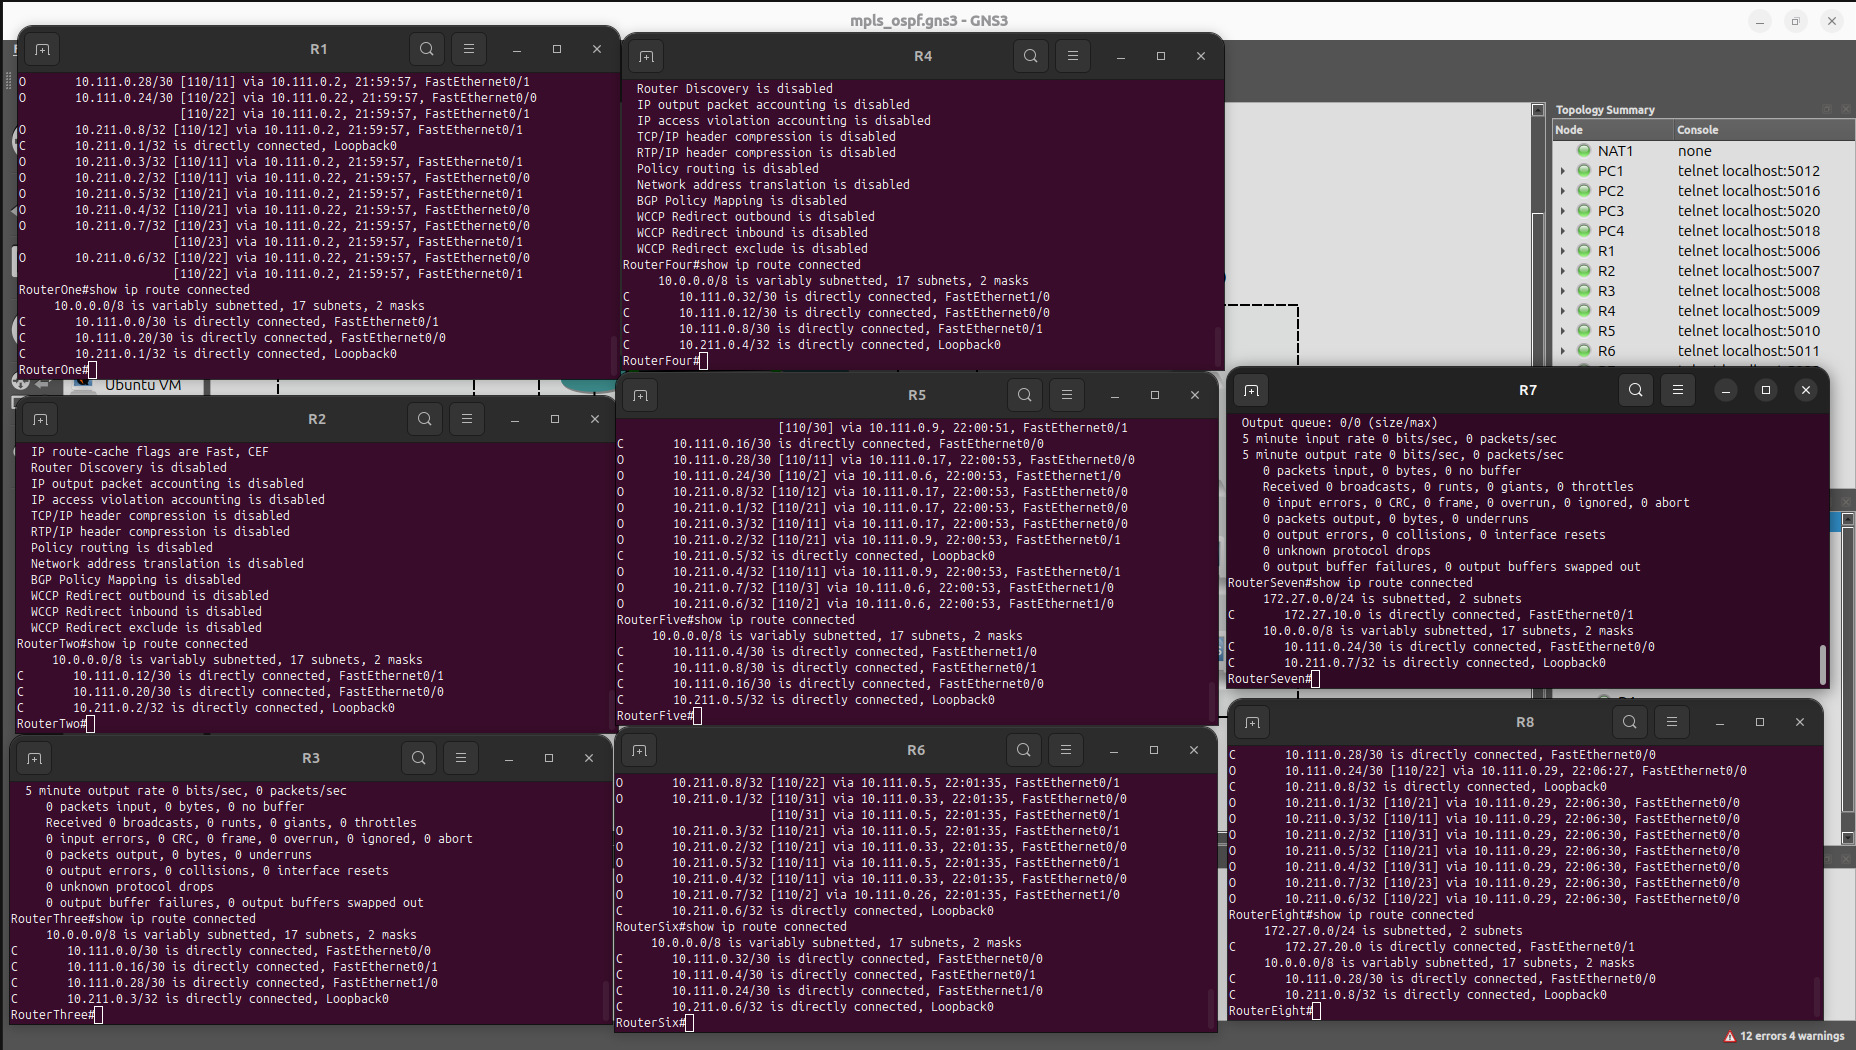 mpls_ospf.gns3 - GNS3
R1
O       10.111.0.28/30 [110/11] via 10.111.0.2, 21:59:57, FastEthernet0/1
O       10.111.0.24/30 [110/22] via 10.111.0.22, 21:59:57, FastEthernet0/0
                       [110/22] via 10.111.0.2, 21:59:57, FastEthernet0/1
O       10.211.0.8/32 [110/12] via 10.111.0.2, 21:59:57, FastEthernet0/1
C       10.211.0.1/32 is directly connected, Loopback0
O       10.211.0.3/32 [110/11] via 10.111.0.2, 21:59:57, FastEthernet0/1
O       10.211.0.2/32 [110/11] via 10.111.0.22, 21:59:57, FastEthernet0/0
O       10.211.0.5/32 [110/21] via 10.111.0.2, 21:59:57, FastEthernet0/1
O       10.211.0.4/32 [110/21] via 10.111.0.22, 21:59:57, FastEthernet0/0
O       10.211.0.7/32 [110/23] via 10.111.0.22, 21:59:57, FastEthernet0/0
                      [110/23] via 10.111.0.2, 21:59:57, FastEthernet0/1
O       10.211.0.6/32 [110/22] via 10.111.0.22, 21:59:57, FastEthernet0/0
                      [110/22] via 10.111.0.2, 21:59:57, FastEthernet0/1
RouterOne#show ip route connected
     10.0.0.0/8 is variably subnetted, 17 subnets, 2 masks
C       10.111.0.0/30 is directly connected, FastEthernet0/1
C       10.111.0.20/30 is directly connected, FastEthernet0/0
C       10.211.0.1/32 is directly connected, Loopback0
RouterOne#
Ubuntu VM
R4
  Router Discovery is disabled
  IP output packet accounting is disabled
  IP access violation accounting is disabled
  TCP/IP header compression is disabled
  RTP/IP header compression is disabled
  Policy routing is disabled
  Network address translation is disabled
  BGP Policy Mapping is disabled
  WCCP Redirect outbound is disabled
  WCCP Redirect inbound is disabled
  WCCP Redirect exclude is disabled
RouterFour#show ip route connected
     10.0.0.0/8 is variably subnetted, 17 subnets, 2 masks
C       10.111.0.32/30 is directly connected, FastEthernet1/0
C       10.111.0.12/30 is directly connected, FastEthernet0/0
C       10.111.0.8/30 is directly connected, FastEthernet0/1
C       10.211.0.4/32 is directly connected, Loopback0
RouterFour#
Topology Summary
Node Console
NAT1 none
PC1 telnet localhost:5012
PC2 telnet localhost:5016
PC3 telnet localhost:5020
PC4 telnet localhost:5018
R1 telnet localhost:5006
R2 telnet localhost:5007
R3 telnet localhost:5008
R4 telnet localhost:5009
R5 telnet localhost:5010
R6 telnet localhost:5011
R2
  IP route-cache flags are Fast, CEF
  Router Discovery is disabled
  IP output packet accounting is disabled
  IP access violation accounting is disabled
  TCP/IP header compression is disabled
  RTP/IP header compression is disabled
  Policy routing is disabled
  Network address translation is disabled
  BGP Policy Mapping is disabled
  WCCP Redirect outbound is disabled
  WCCP Redirect inbound is disabled
  WCCP Redirect exclude is disabled
RouterTwo#show ip route connected
     10.0.0.0/8 is variably subnetted, 17 subnets, 2 masks
C       10.111.0.12/30 is directly connected, FastEthernet0/1
C       10.111.0.20/30 is directly connected, FastEthernet0/0
C       10.211.0.2/32 is directly connected, Loopback0
RouterTwo#
R5
                       [110/30] via 10.111.0.9, 22:00:51, FastEthernet0/1
C       10.111.0.16/30 is directly connected, FastEthernet0/0
O       10.111.0.28/30 [110/11] via 10.111.0.17, 22:00:53, FastEthernet0/0
O       10.111.0.24/30 [110/2] via 10.111.0.6, 22:00:53, FastEthernet1/0
O       10.211.0.8/32 [110/12] via 10.111.0.17, 22:00:53, FastEthernet0/0
O       10.211.0.1/32 [110/21] via 10.111.0.17, 22:00:53, FastEthernet0/0
O       10.211.0.3/32 [110/11] via 10.111.0.17, 22:00:53, FastEthernet0/0
O       10.211.0.2/32 [110/21] via 10.111.0.9, 22:00:53, FastEthernet0/1
C       10.211.0.5/32 is directly connected, Loopback0
O       10.211.0.4/32 [110/11] via 10.111.0.9, 22:00:53, FastEthernet0/1
O       10.211.0.7/32 [110/3] via 10.111.0.6, 22:00:53, FastEthernet1/0
O       10.211.0.6/32 [110/2] via 10.111.0.6, 22:00:53, FastEthernet1/0
RouterFive#show ip route connected
     10.0.0.0/8 is variably subnetted, 17 subnets, 2 masks
C       10.111.0.4/30 is directly connected, FastEthernet1/0
C       10.111.0.8/30 is directly connected, FastEthernet0/1
C       10.111.0.16/30 is directly connected, FastEthernet0/0
C       10.211.0.5/32 is directly connected, Loopback0
RouterFive#
R7
  Output queue: 0/0 (size/max)
  5 minute input rate 0 bits/sec, 0 packets/sec
  5 minute output rate 0 bits/sec, 0 packets/sec
     0 packets input, 0 bytes, 0 no buffer
     Received 0 broadcasts, 0 runts, 0 giants, 0 throttles
     0 input errors, 0 CRC, 0 frame, 0 overrun, 0 ignored, 0 abort
     0 packets output, 0 bytes, 0 underruns
     0 output errors, 0 collisions, 0 interface resets
     0 unknown protocol drops
     0 output buffer failures, 0 output buffers swapped out
RouterSeven#show ip route connected
     172.27.0.0/24 is subnetted, 2 subnets
C       172.27.10.0 is directly connected, FastEthernet0/1
     10.0.0.0/8 is variably subnetted, 17 subnets, 2 masks
C       10.111.0.24/30 is directly connected, FastEthernet0/0
C       10.211.0.7/32 is directly connected, Loopback0
RouterSeven#
R3
  5 minute output rate 0 bits/sec, 0 packets/sec
     0 packets input, 0 bytes, 0 no buffer
     Received 0 broadcasts, 0 runts, 0 giants, 0 throttles
     0 input errors, 0 CRC, 0 frame, 0 overrun, 0 ignored, 0 abort
     0 packets output, 0 bytes, 0 underruns
     0 output errors, 0 collisions, 0 interface resets
     0 unknown protocol drops
     0 output buffer failures, 0 output buffers swapped out
RouterThree#show ip route connected
     10.0.0.0/8 is variably subnetted, 17 subnets, 2 masks
C       10.111.0.0/30 is directly connected, FastEthernet0/0
C       10.111.0.16/30 is directly connected, FastEthernet0/1
C       10.111.0.28/30 is directly connected, FastEthernet1/0
C       10.211.0.3/32 is directly connected, Loopback0
RouterThree#
R6
O       10.211.0.8/32 [110/22] via 10.111.0.5, 22:01:35, FastEthernet0/1
O       10.211.0.1/32 [110/31] via 10.111.0.33, 22:01:35, FastEthernet0/0
                      [110/31] via 10.111.0.5, 22:01:35, FastEthernet0/1
O       10.211.0.3/32 [110/21] via 10.111.0.5, 22:01:35, FastEthernet0/1
O       10.211.0.2/32 [110/21] via 10.111.0.33, 22:01:35, FastEthernet0/0
O       10.211.0.5/32 [110/11] via 10.111.0.5, 22:01:35, FastEthernet0/1
O       10.211.0.4/32 [110/11] via 10.111.0.33, 22:01:35, FastEthernet0/0
O       10.211.0.7/32 [110/2] via 10.111.0.26, 22:01:35, FastEthernet1/0
C       10.211.0.6/32 is directly connected, Loopback0
RouterSix#show ip route connected
     10.0.0.0/8 is variably subnetted, 17 subnets, 2 masks
C       10.111.0.32/30 is directly connected, FastEthernet0/0
C       10.111.0.4/30 is directly connected, FastEthernet0/1
C       10.111.0.24/30 is directly connected, FastEthernet1/0
C       10.211.0.6/32 is directly connected, Loopback0
RouterSix#
R8
C       10.111.0.28/30 is directly connected, FastEthernet0/0
O       10.111.0.24/30 [110/22] via 10.111.0.29, 22:06:27, FastEthernet0/0
C       10.211.0.8/32 is directly connected, Loopback0
O       10.211.0.1/32 [110/21] via 10.111.0.29, 22:06:30, FastEthernet0/0
O       10.211.0.3/32 [110/11] via 10.111.0.29, 22:06:30, FastEthernet0/0
O       10.211.0.2/32 [110/31] via 10.111.0.29, 22:06:30, FastEthernet0/0
O       10.211.0.5/32 [110/21] via 10.111.0.29, 22:06:30, FastEthernet0/0
O       10.211.0.4/32 [110/31] via 10.111.0.29, 22:06:30, FastEthernet0/0
O       10.211.0.7/32 [110/23] via 10.111.0.29, 22:06:30, FastEthernet0/0
O       10.211.0.6/32 [110/22] via 10.111.0.29, 22:06:30, FastEthernet0/0
RouterEight#show ip route connected
     172.27.0.0/24 is subnetted, 2 subnets
C       172.27.20.0 is directly connected, FastEthernet0/1
     10.0.0.0/8 is variably subnetted, 17 subnets, 2 masks
C       10.111.0.28/30 is directly connected, FastEthernet0/0
C       10.211.0.8/32 is directly connected, Loopback0
RouterEight#
12 errors 4 warnings